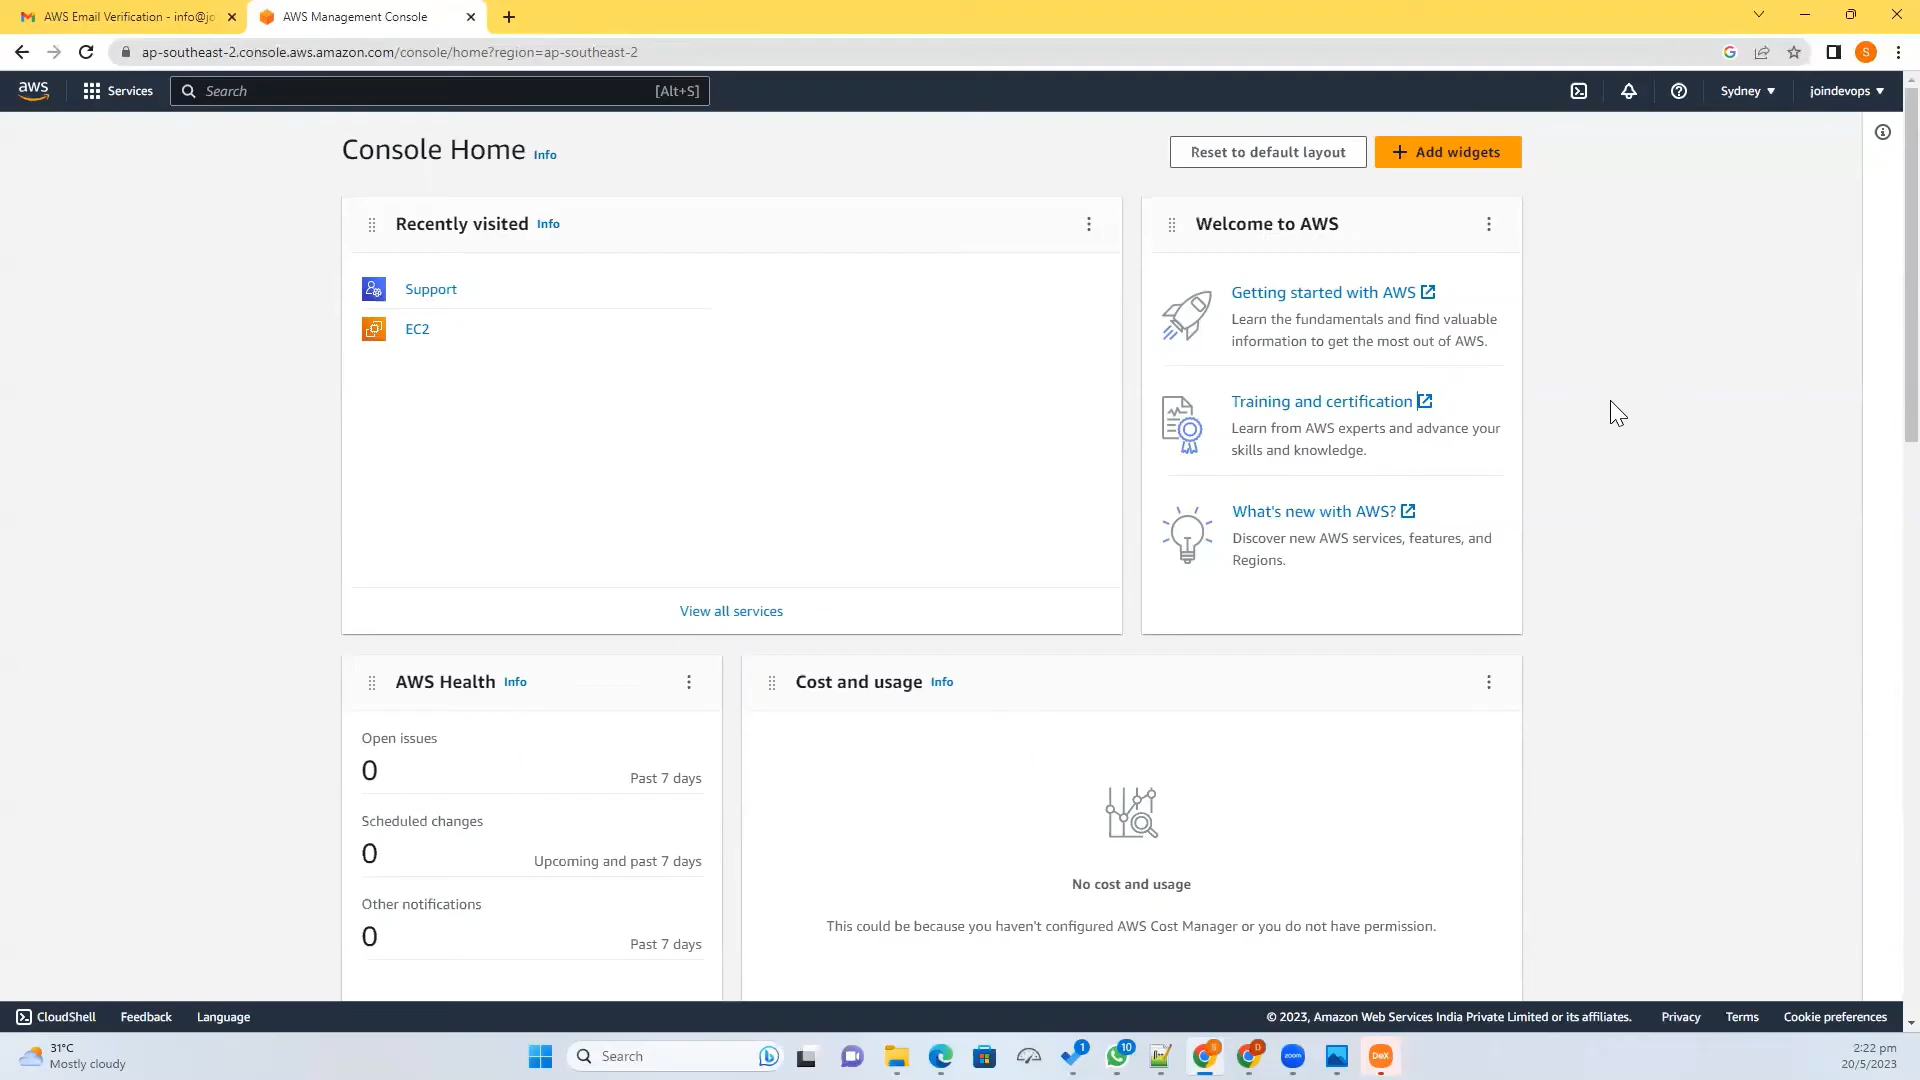 AWS Email Verification - info@jo
AWS Management Console
ap-southeast-2.console.aws.amazon.com/console/home?region=ap-southeast-2
S
aws
Services
Search
[Alt+S]
Sydney
joindevops
Console Home Info
Reset to default layout
Add widgets
Recently visited Info
Support
EC2
View all services
Welcome to AWS
Getting started with AWS
Learn the fundamentals and find valuable
information to get the most out of AWS.
Training and certification
Learn from AWS experts and advance your
skills and knowledge.
What's new with AWS?
Discover new AWS services, features, and
Regions.
AWS Health Info
Open issues
0
Past 7 days
Scheduled changes
0
Upcoming and past 7 days
Other notifications
0
Past 7 days
Cost and usage Info
No cost and usage
This could be because you haven't configured AWS Cost Manager or you do not have permission.
CloudShell
Feedback
Language
© 2023, Amazon Web Services India Private Limited or its affiliates.
Privacy
Terms
Cookie preferences
31°C
Mostly cloudy
Search
1
10
S
D
zoom
DeX
2:22 pm
20/5/2023